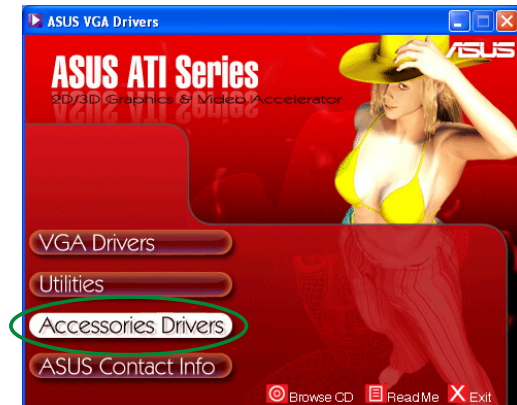 ASUS VGA Drivers
ASUS
ASUS ATI Series
2D/3D Graphics & Video Accelerator
VGA Drivers
Utilities
Accessories Drivers
ASUS Contact Info
Browse CD
ReadMe
Exit